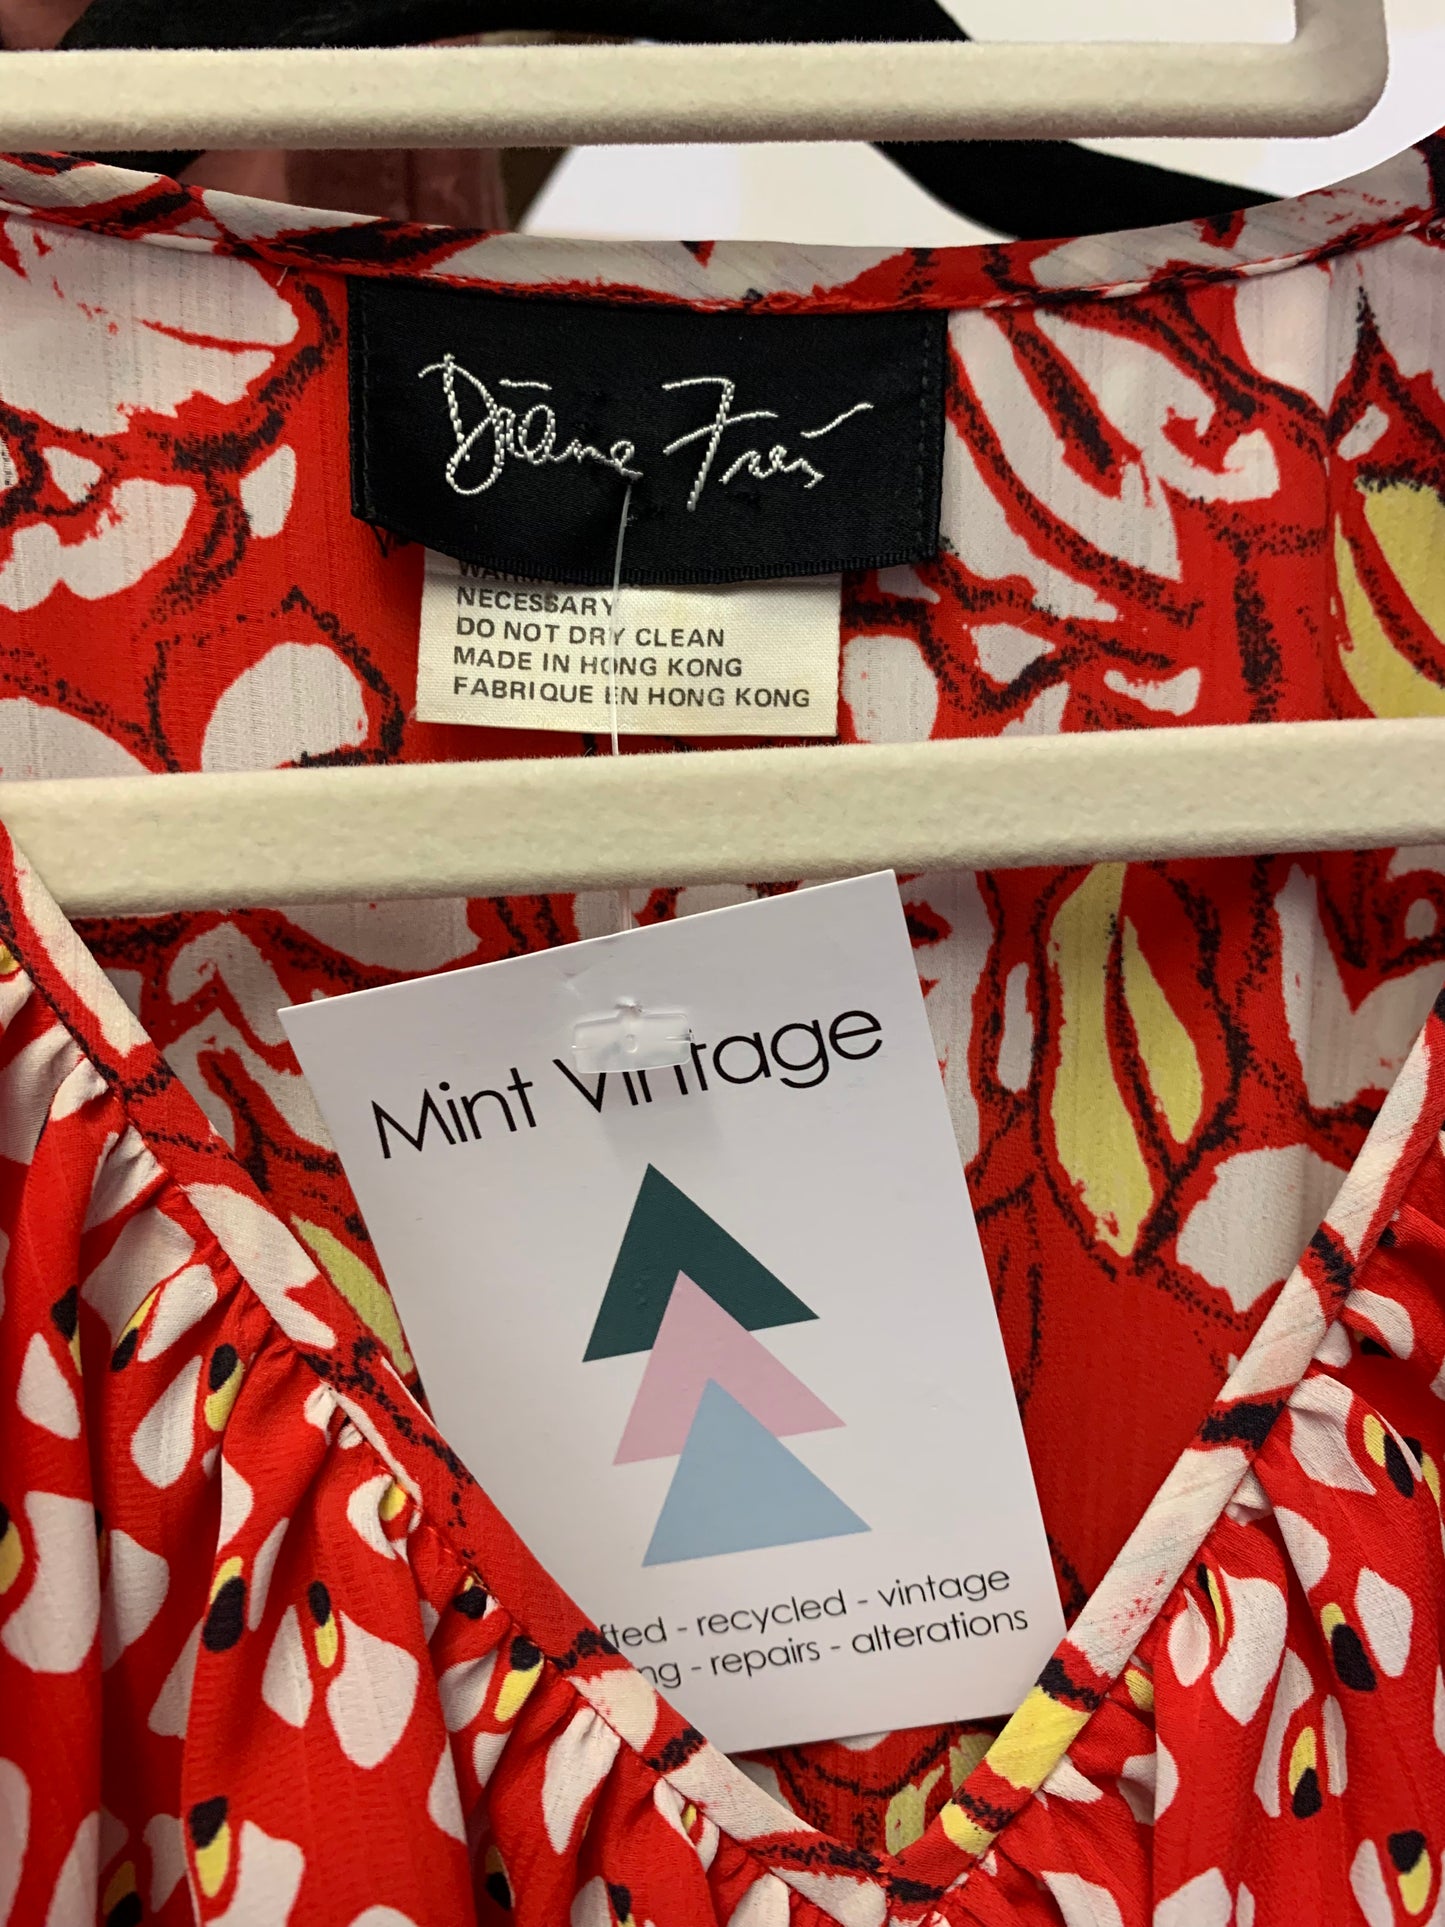 Diane Freis
WARM
NECESSARY
DO NOT DRY CLEAN
MADE IN HONG KONG
FABRIQUE EN HONG KONG
Mint Vintage
- recycled - vintage
- repairs - alterations